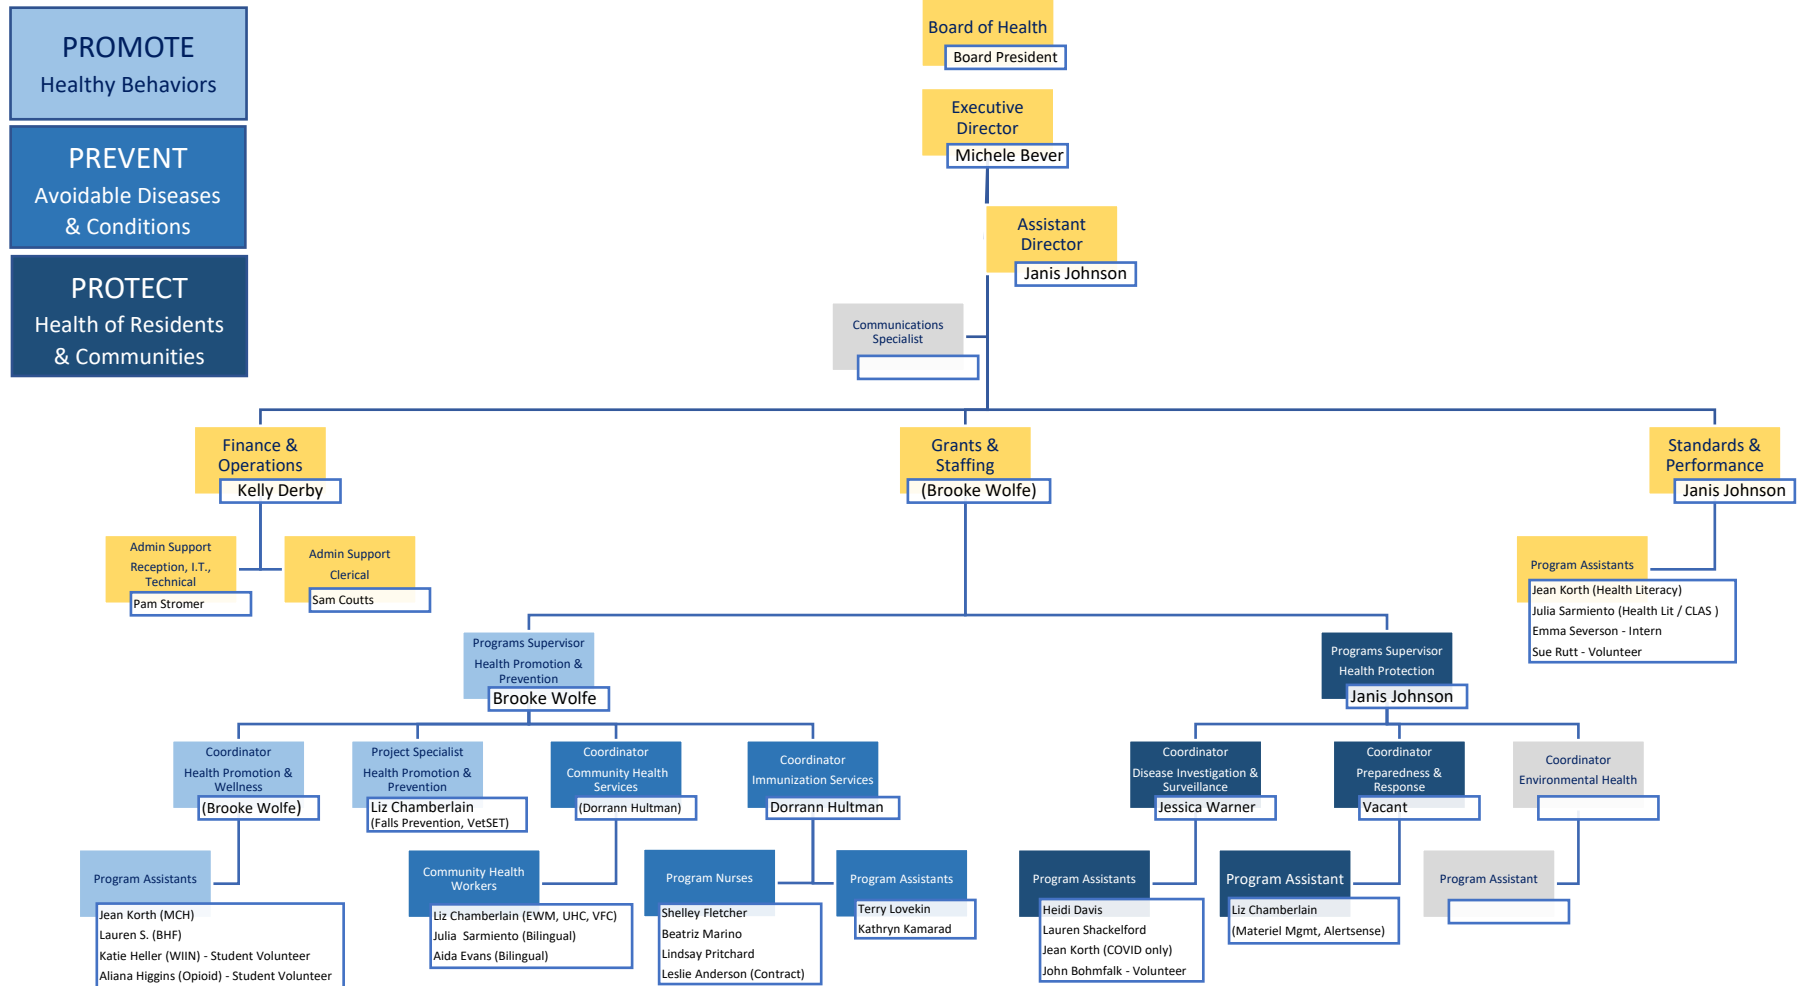 PROMOTE
Healthy Behaviors
PREVENT
Avoidable Diseases
& Conditions
PROTECT
Health of Residents
& Communities
Board of Health
Board President
Executive
Director
Michele Bever
Assistant
Director
Janis Johnson
Communications
Specialist
Finance &
Operations
Kelly Derby
Grants &
Staffing
(Brooke Wolfe)
Standards &
Performance
Janis Johnson
Admin Support
Reception, I.T.,
Technical
Pam Stromer
Admin Support
Clerical
Sam Coutts
Program Assistants
Jean Korth (Health Literacy)
Julia Sarmiento (Health Lit / CLAS )
Emma Severson - Intern
Sue Rutt - Volunteer
Programs Supervisor
Health Promotion &
Prevention
Brooke Wolfe
Programs Supervisor
Health Protection
Janis Johnson
Coordinator
Health Promotion &
Wellness
(Brooke Wolfe)
Project Specialist
Health Promotion &
Prevention
Liz Chamberlain
(Falls Prevention, VetSET)
Coordinator
Community Health
Services
(Dorrann Hultman)
Coordinator
Immunization Services
Dorrann Hultman
Coordinator
Disease Investigation &
Surveillance
Jessica Warner
Coordinator
Preparedness &
Response
Vacant
Coordinator
Environmental Health
Program Assistants
Jean Korth (MCH)
Lauren S. (BHF)
Katie Heller (WIIN) - Student Volunteer
Aliana Higgins (Opioid) - Student Volunteer
Community Health
Workers
Liz Chamberlain (EWM, UHC, VFC)
Julia  Sarmiento (Bilingual)
Aida Evans (Bilingual)
Program Nurses
Shelley Fletcher
Beatriz Marino
Lindsay Pritchard
Leslie Anderson (Contract)
Program Assistants
Terry Lovekin
Kathryn Kamarad
Program Assistants
Heidi Davis
Lauren Shackelford
Jean Korth (COVID only)
John Bohmfalk - Volunteer
Program Assistant
Liz Chamberlain
(Materiel Mgmt, Alertsense)
Program Assistant